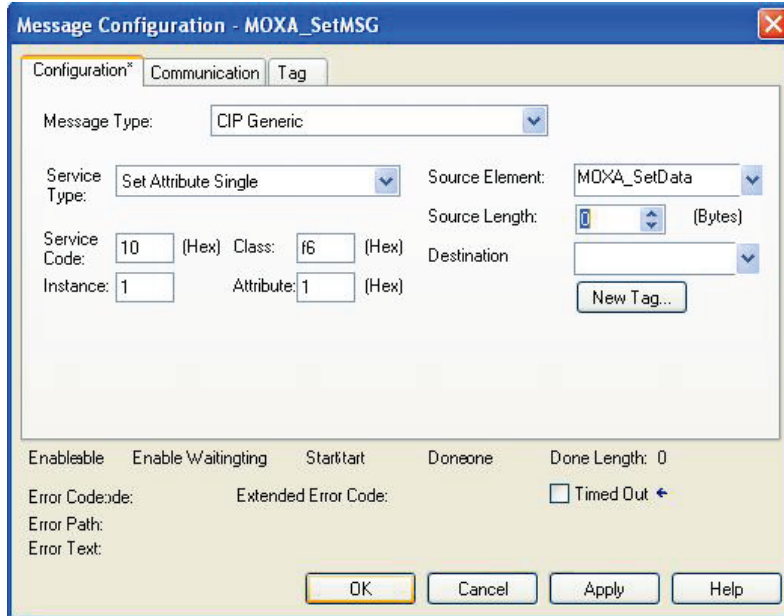 Message Configuration - MOXA_SetMSG
Configuration* Communication Tag
Message Type: CIP Generic
Service Type: Set Attribute Single
Source Element: MOXA_SetData
Source Length: 0 (Bytes)
Service Code: 10 (Hex) Class: f6 (Hex)
Destination
Instance: 1 Attribute: 1 (Hex)
New Tag...
Enableable Enable Waitingting Startstart Doneone Done Length: 0
Error Code:ode: Extended Error Code: Timed Out ←
Error Path:
Error Text:
OK Cancel Apply Help